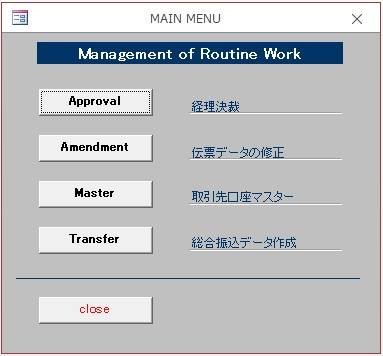 MAIN MENU
Management of Routine Work
Approval 経理決裁
Amendment 伝票データの修正
Master 取引先口座マスター
Transfer 総合振込データ作成
close